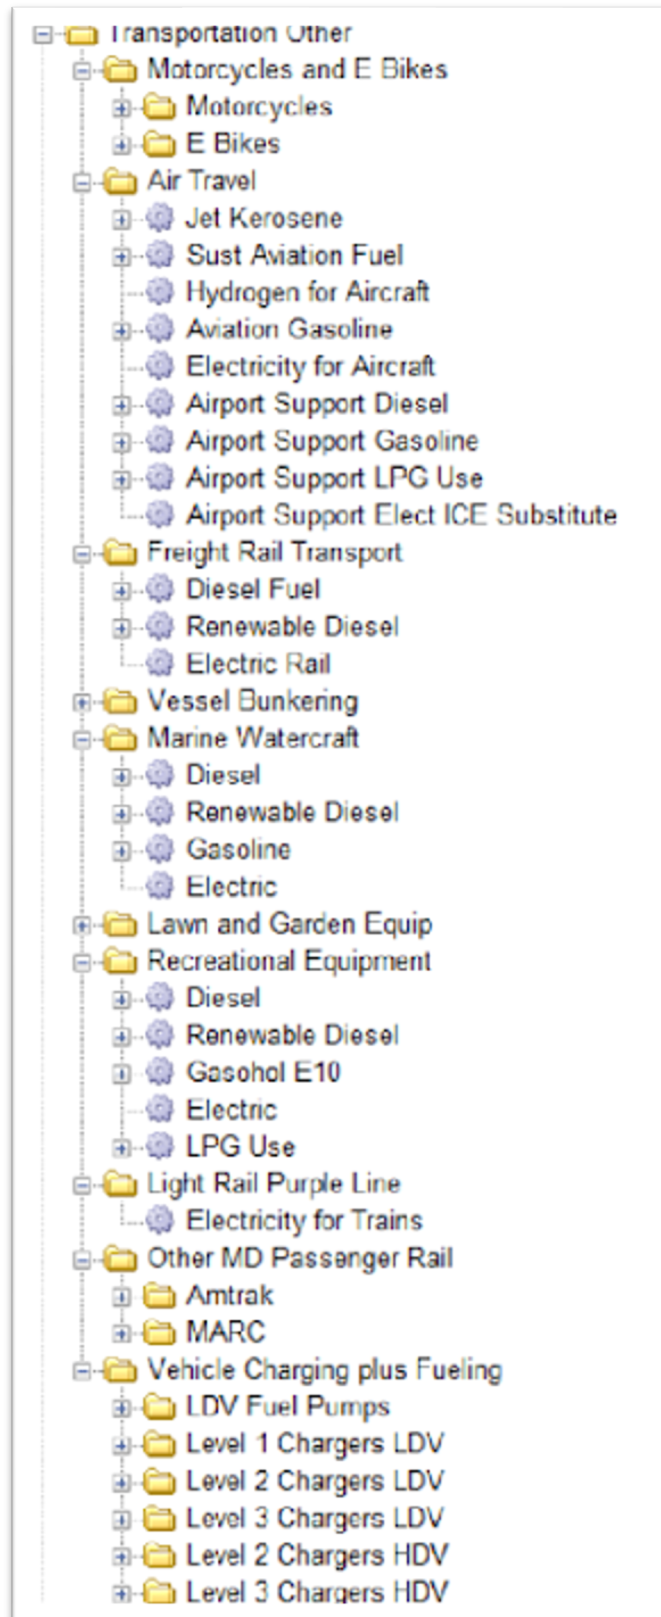 Transportation Other
Motorcycles and E Bikes
Motorcycles
E Bikes
Air Travel
Jet Kerosene
Sust Aviation Fuel
Hydrogen for Aircraft
Aviation Gasoline
Electricity for Aircraft
Airport Support Diesel
Airport Support Gasoline
Airport Support LPG Use
Airport Support Elect ICE Substitute
Freight Rail Transport
Diesel Fuel
Renewable Diesel
Electric Rail
Vessel Bunkering
Marine Watercraft
Diesel
Renewable Diesel
Gasoline
Electric
Lawn and Garden Equip
Recreational Equipment
Diesel
Renewable Diesel
Gasohol E10
Electric
LPG Use
Light Rail Purple Line
Electricity for Trains
Other MD Passenger Rail
Amtrak
MARC
Vehicle Charging plus Fueling
LDV Fuel Pumps
Level 1 Chargers LDV
Level 2 Chargers LDV
Level 3 Chargers LDV
Level 2 Chargers HDV
Level 3 Chargers HDV